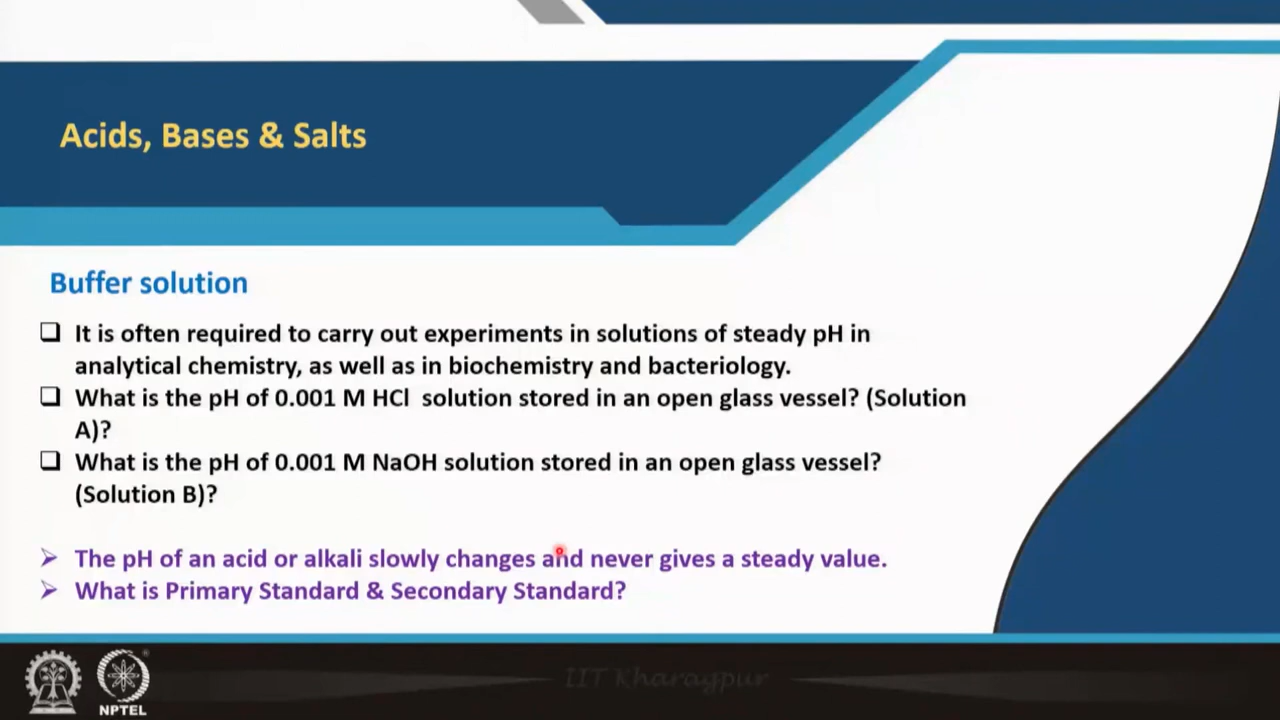 Acids, Bases & Salts
Buffer solution
❑ It is often required to carry out experiments in solutions of steady pH in
analytical chemistry, as well as in biochemistry and bacteriology.
❑ What is the pH of 0.001 M HCl solution stored in an open glass vessel? (Solution
A)?
❑ What is the pH of 0.001 M NaOH solution stored in an open glass vessel?
(Solution B)?
➢ The pH of an acid or alkali slowly changes and never gives a steady value.
➢ What is Primary Standard & Secondary Standard?
IIT Kharagpur
NPTEL